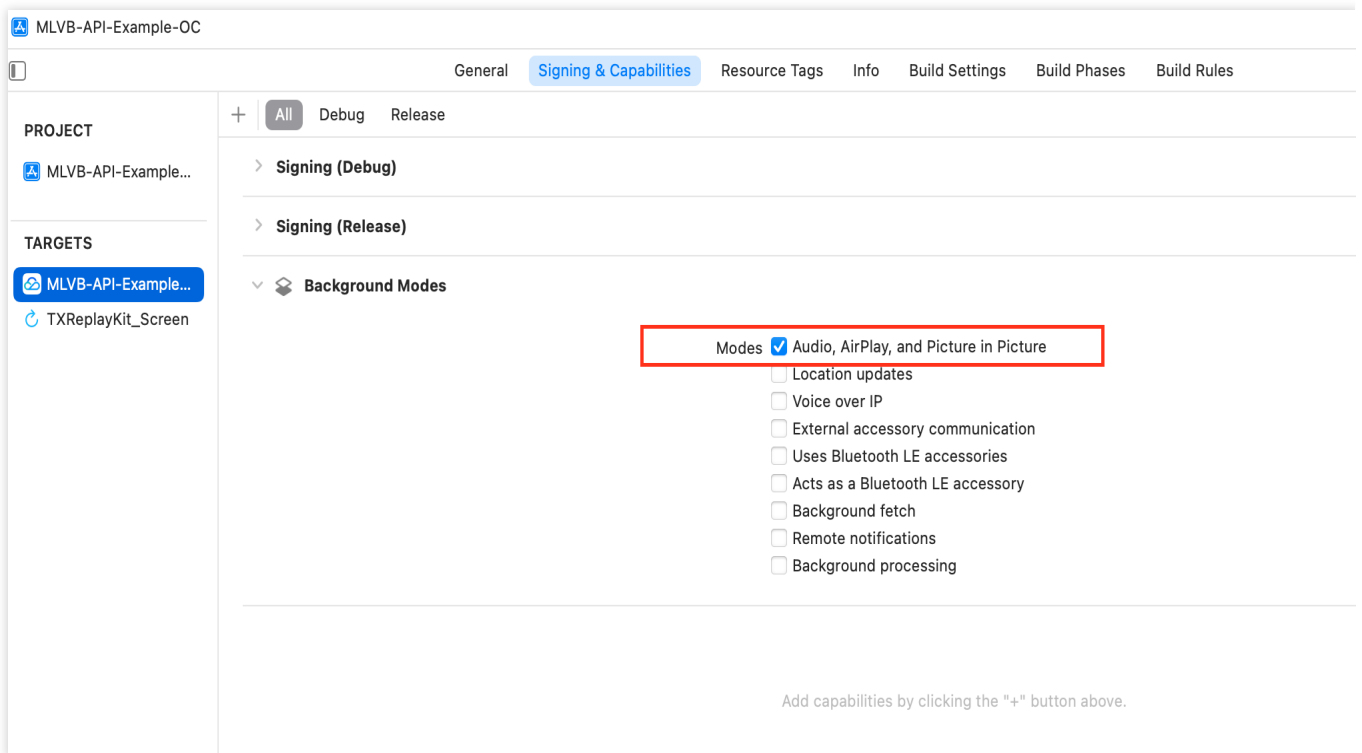 MLVB-API-Example-OC
General Signing & Capabilities Resource Tags Info Build Settings Build Phases Build Rules
All Debug Release
PROJECT
MLVB-API-Example...
TARGETS
MLVB-API-Example...
TXReplayKit_Screen
Signing (Debug)
Signing (Release)
Background Modes
Modes Audio, AirPlay, and Picture in Picture
Location updates
Voice over IP
External accessory communication
Uses Bluetooth LE accessories
Acts as a Bluetooth LE accessory
Background fetch
Remote notifications
Background processing
Add capabilities by clicking the "+" button above.